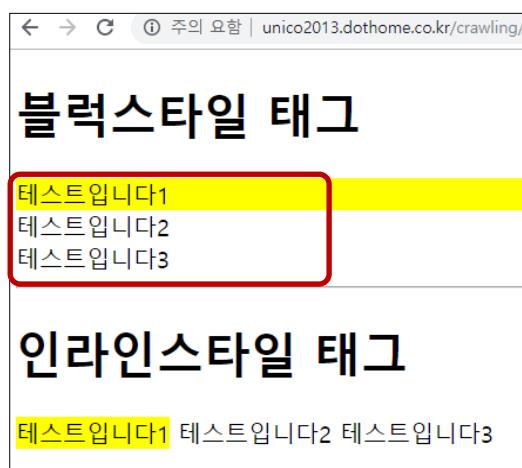 주의 요함 | unico2013.dothome.co.kr/crawling/
블럭스타일 태그
테스트입니다1
테스트입니다2
테스트입니다3
인라인스타일 태그
테스트입니다1 테스트입니다2 테스트입니다3